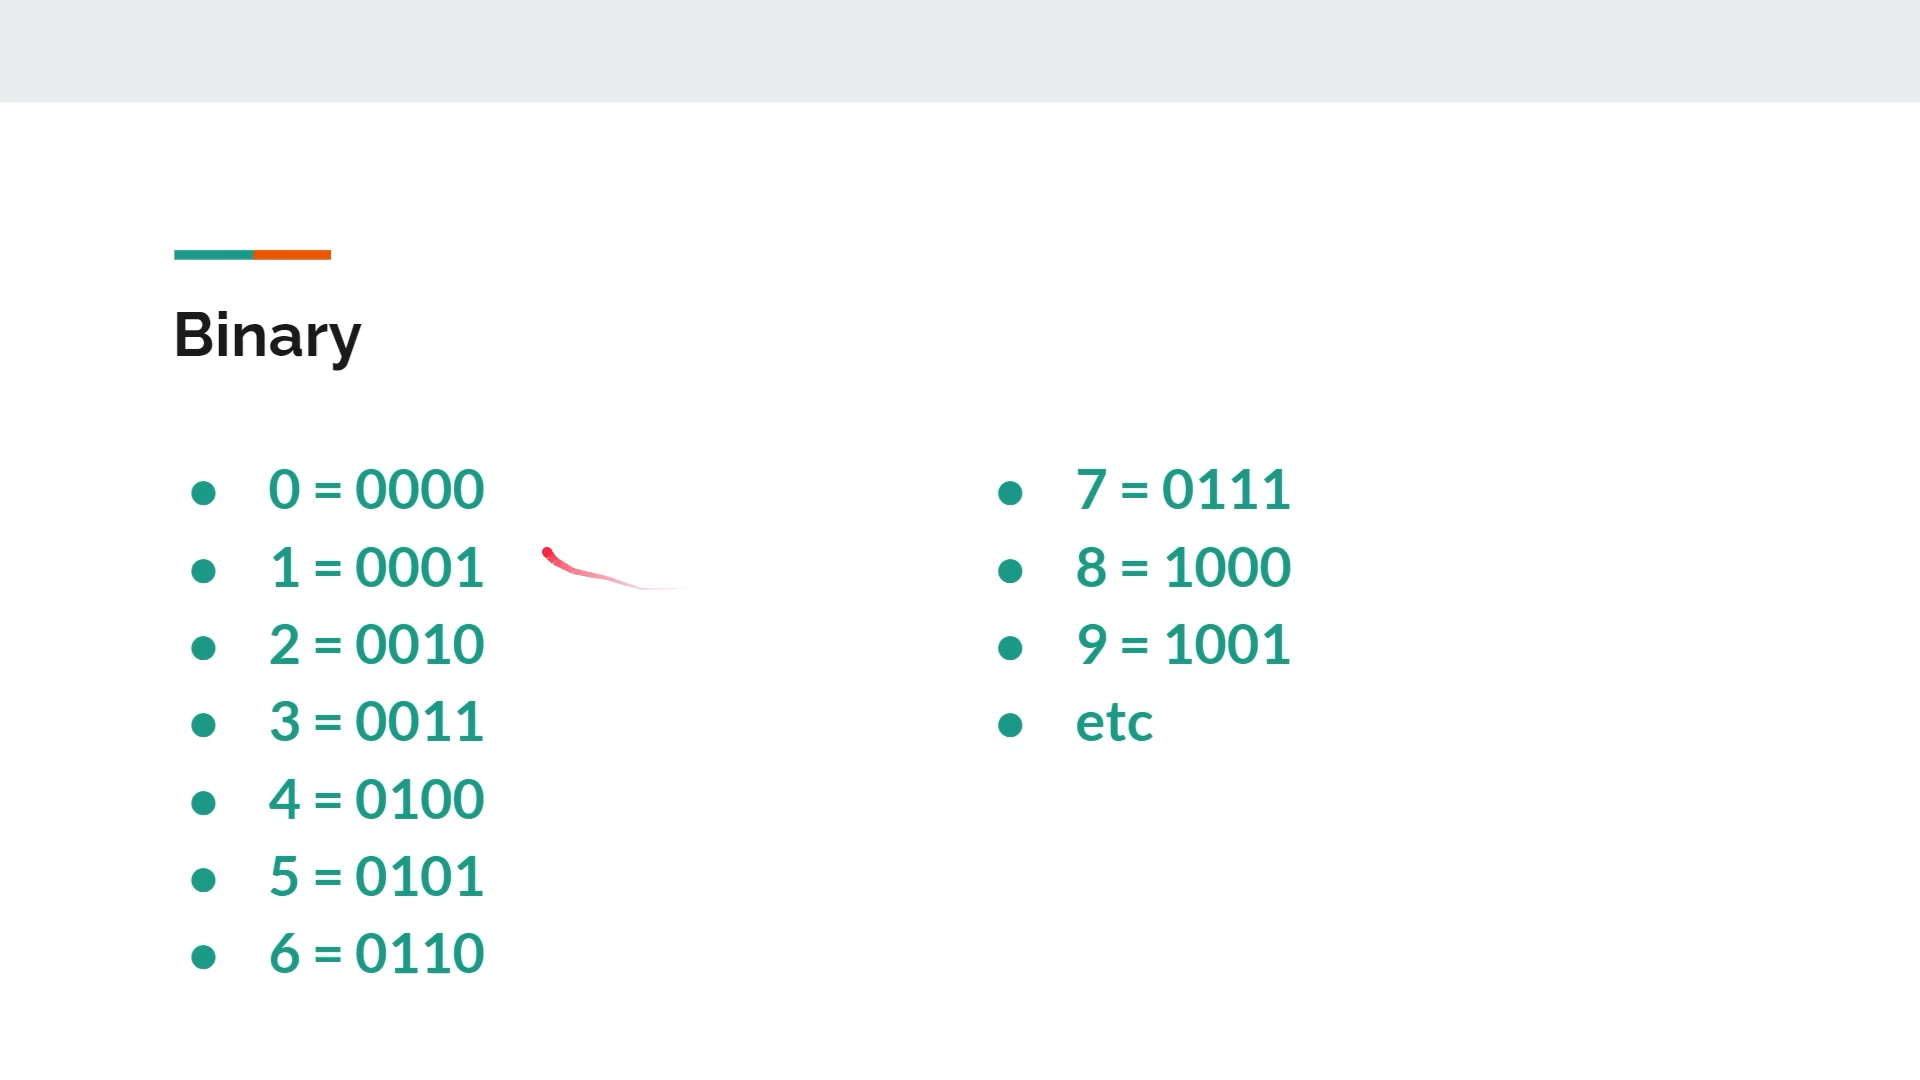 Binary
0 = 0000
1 = 0001
2 = 0010
3 = 0011
4 = 0100
5 = 0101
6 = 0110
7 = 0111
8 = 1000
9 = 1001
etc